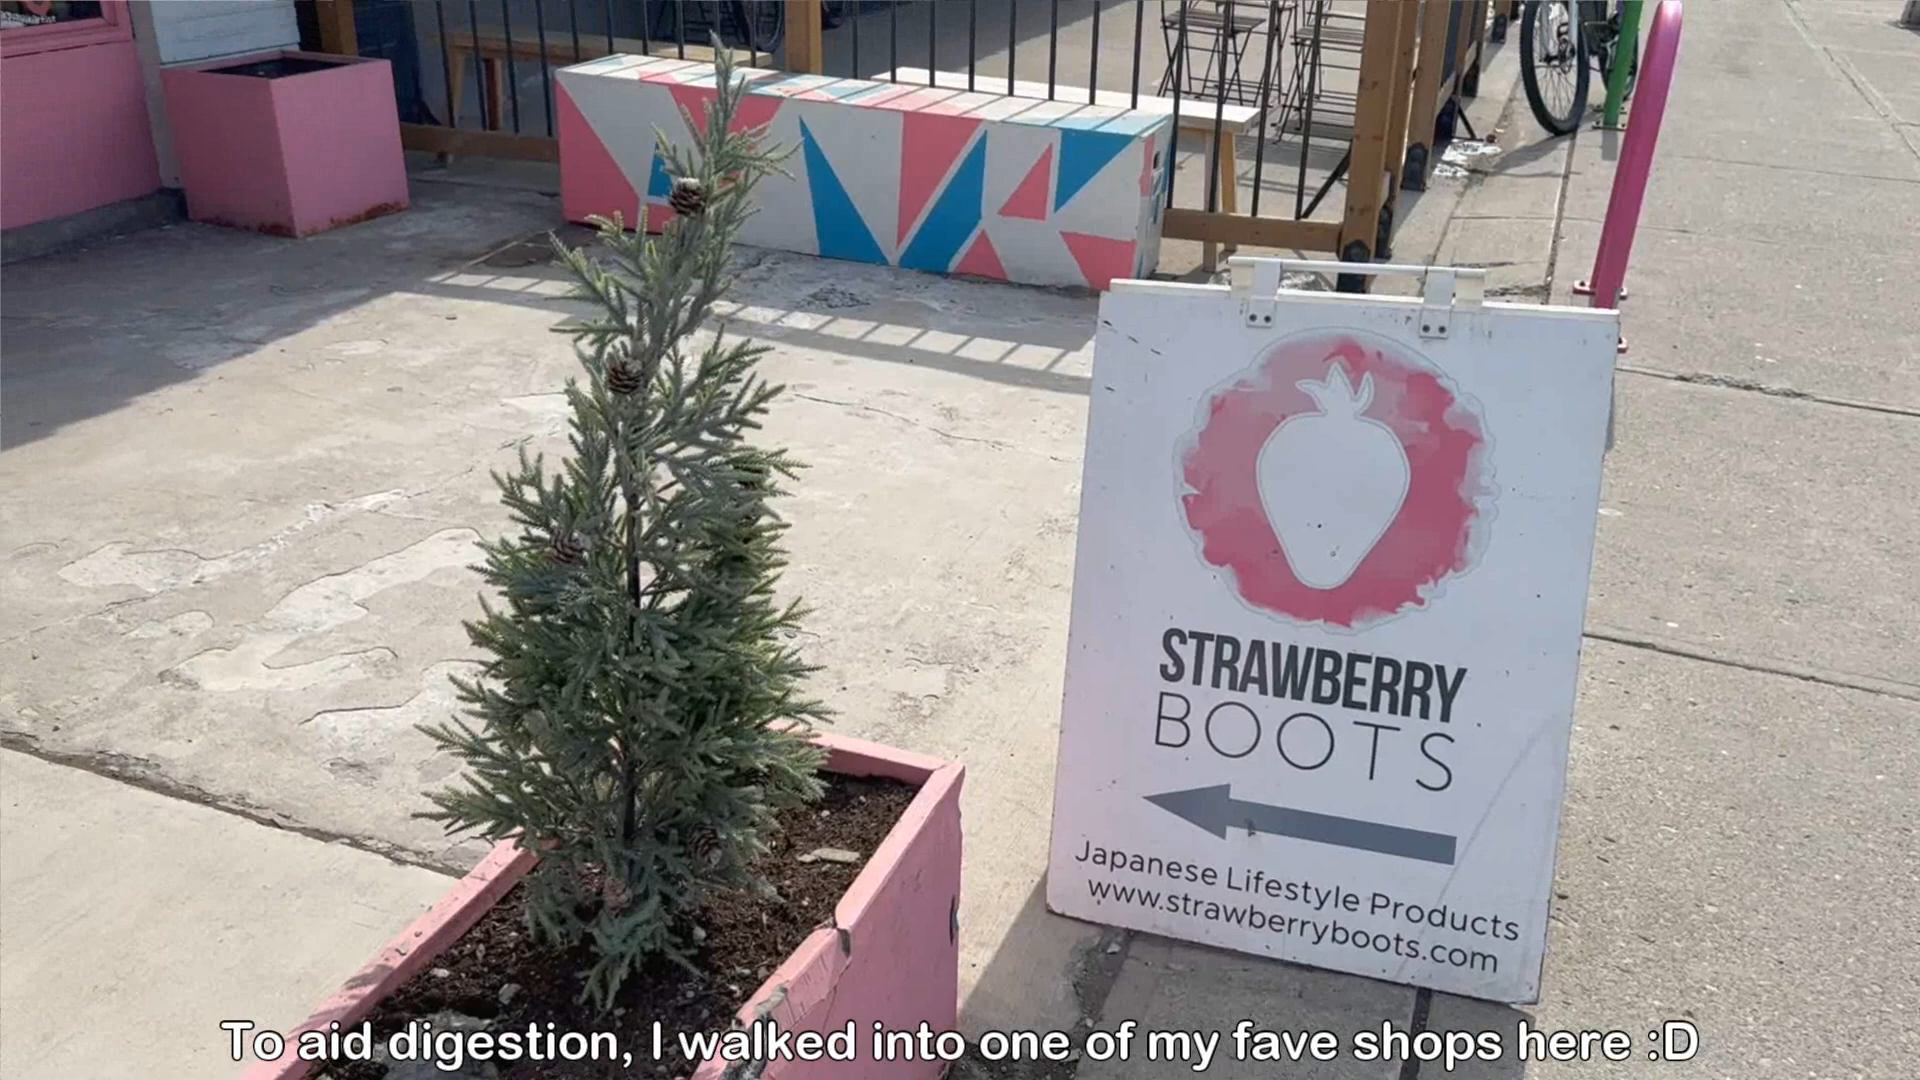 STRAWBERRY
BOOTS
Japanese Lifestyle Products
www.strawberryboots.com
To aid digestion, I walked into one of my fave shops here :D